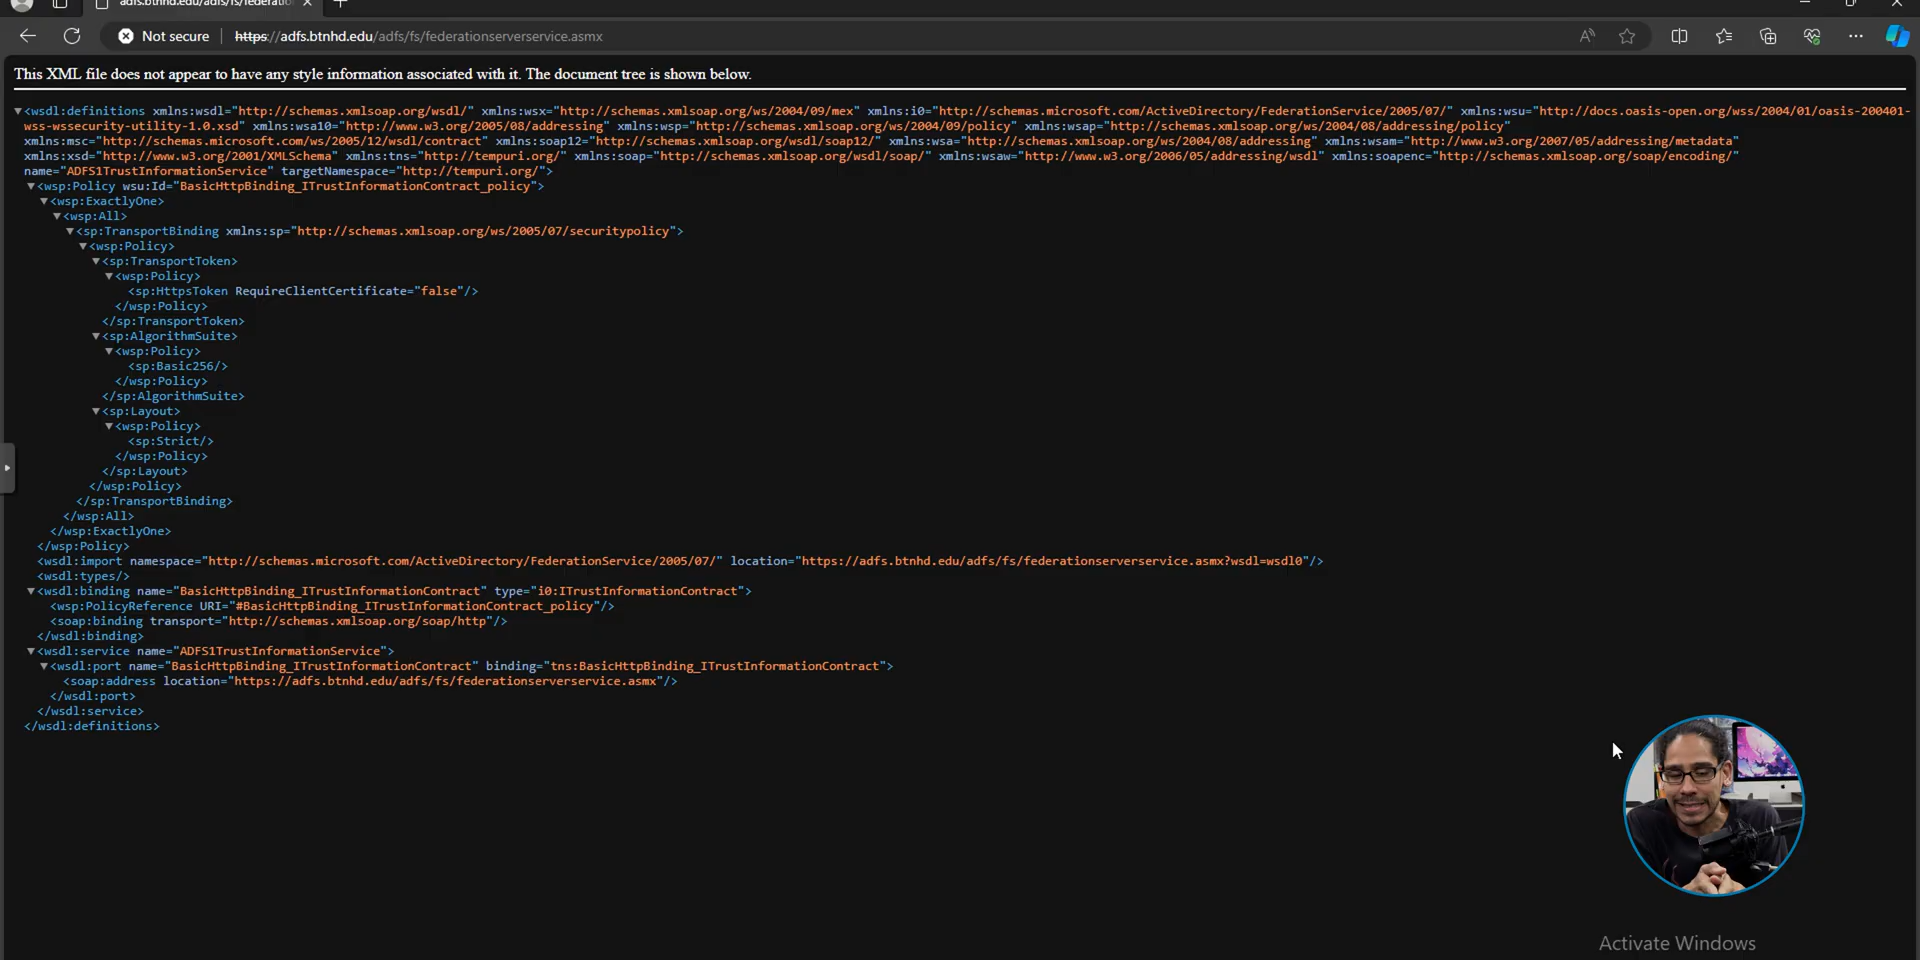 adfs.btnhd.edu/adfs/fs/federatio
Not secure https://adfs.btnhd.edu/adfs/fs/federationserverservice.asmx
This XML file does not appear to have any style information associated with it. The document tree is shown below.
<wsdl:definitions xmlns:wsdl="http://schemas.xmlsoap.org/wsdl/" xmlns:wsx="http://schemas.xmlsoap.org/ws/2004/09/mex" xmlns:i0="http://schemas.microsoft.com/ActiveDirectory/FederationService/2005/07/" xmlns:wsu="http://docs.oasis-open.org/wss/2004/01/oasis-200401-
wss-wssecurity-utility-1.0.xsd" xmlns:wsa10="http://www.w3.org/2005/08/addressing" xmlns:wsp="http://schemas.xmlsoap.org/ws/2004/09/policy" xmlns:wsap="http://schemas.xmlsoap.org/ws/2004/08/addressing/policy"
xmlns:msc="http://schemas.microsoft.com/ws/2005/12/wsdl/contract" xmlns:soap12="http://schemas.xmlsoap.org/wsdl/soap12/" xmlns:wsa="http://schemas.xmlsoap.org/ws/2004/08/addressing" xmlns:wsam="http://www.w3.org/2007/05/addressing/metadata"
xmlns:xsd="http://www.w3.org/2001/XMLSchema" xmlns:tns="http://tempuri.org/" xmlns:soap="http://schemas.xmlsoap.org/wsdl/soap/" xmlns:wsaw="http://www.w3.org/2006/05/addressing/wsdl" xmlns:soapenc="http://schemas.xmlsoap.org/soap/encoding/"
name="ADFS1TrustInformationService" targetNamespace="http://tempuri.org/">
<wsp:Policy wsu:Id="BasicHttpBinding_ITrustInformationContract_policy">
<wsp:ExactlyOne>
<wsp:All>
<sp:TransportBinding xmlns:sp="http://schemas.xmlsoap.org/ws/2005/07/securitypolicy">
<wsp:Policy>
<sp:TransportToken>
<wsp:Policy>
<sp:HttpsToken RequireClientCertificate="false"/>
</wsp:Policy>
</sp:TransportToken>
<sp:AlgorithmSuite>
<wsp:Policy>
<sp:Basic256/>
</wsp:Policy>
</sp:AlgorithmSuite>
<sp:Layout>
<wsp:Policy>
<sp:Strict/>
</wsp:Policy>
</sp:Layout>
</wsp:Policy>
</sp:TransportBinding>
</wsp:All>
</wsp:ExactlyOne>
</wsp:Policy>
<wsdl:import namespace="http://schemas.microsoft.com/ActiveDirectory/FederationService/2005/07/" location="https://adfs.btnhd.edu/adfs/fs/federationserverservice.asmx?wsdl=wsdl0"/>
<wsdl:types/>
<wsdl:binding name="BasicHttpBinding_ITrustInformationContract" type="i0:ITrustInformationContract">
<wsp:PolicyReference URI="#BasicHttpBinding_ITrustInformationContract_policy"/>
<soap:binding transport="http://schemas.xmlsoap.org/soap/http"/>
</wsdl:binding>
<wsdl:service name="ADFS1TrustInformationService">
<wsdl:port name="BasicHttpBinding_ITrustInformationContract" binding="tns:BasicHttpBinding_ITrustInformationContract">
<soap:address location="https://adfs.btnhd.edu/adfs/fs/federationserverservice.asmx"/>
</wsdl:port>
</wsdl:service>
</wsdl:definitions>
Activate Windows